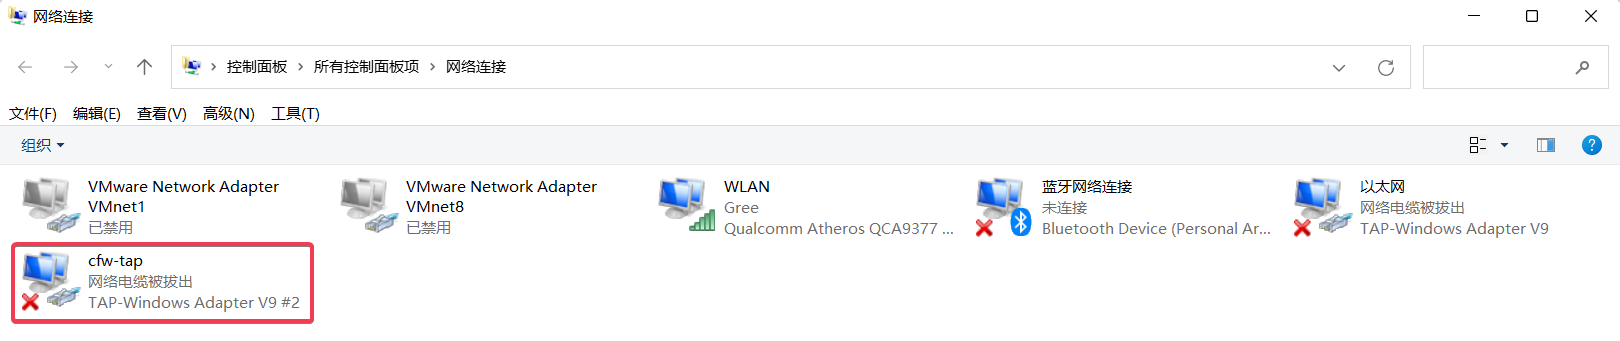 网络连接
控制面板 > 所有控制面板项 > 网络连接
文件(F) 编辑(E) 查看(V) 高级(N) 工具(T)
组织
VMware Network Adapter
VMnet1
已禁用
VMware Network Adapter
VMnet8
已禁用
WLAN
Gree
Qualcomm Atheros QCA9377 ...
蓝牙网络连接
未连接
Bluetooth Device (Personal Ar...
以太网
网络电缆被拔出
TAP-Windows Adapter V9
cfw-tap
网络电缆被拔出
TAP-Windows Adapter V9 #2